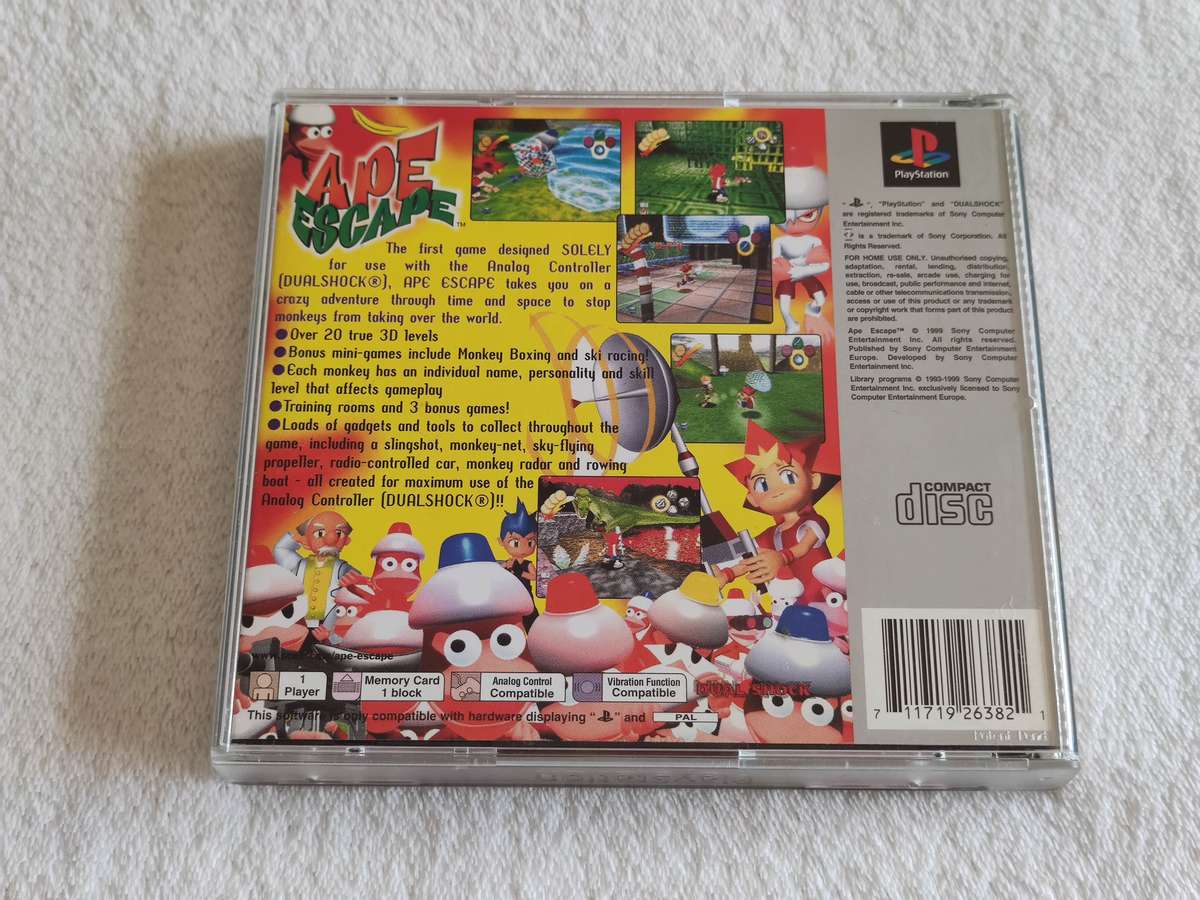 APE
ESCAPE™
The first game designed SOLELY
for use with the Analog Controller
(DUALSHOCK®), APE ESCAPE takes you on a
crazy adventure through time and space to stop
monkeys from taking over the world.
●Over 20 true 3D levels
●Bonus mini-games include Monkey Boxing and ski racing!
●Each monkey has an individual name, personality and skill
level that affects gameplay
●Training rooms and 3 bonus games!
●Loads of gadgets and tools to collect throughout the
game, including a slingshot, monkey-net, sky-flying
propeller, radio-controlled car, monkey radar and rowing
boat - all created for maximum use of the
Analog Controller (DUALSHOCK®)!!
/ape-escape
1
Player
Memory Card
1 block
Analog Control
Compatible
Vibration Function
Compatible
DUAL SHOCK
This software is only compatible with hardware displaying " " and PAL
PlayStation
" ", "PlayStation" and "DUALSHOCK"
are registered trademarks of Sony Computer
Entertainment Inc.
is a trademark of Sony Corporation. All
Rights Reserved.
FOR HOME USE ONLY. Unauthorised copying,
adaptation, rental, lending, distribution,
extraction, re-sale, arcade use, charging for
use, broadcast, public performance and internet,
cable or other telecommunications transmission,
access or use of this product or any trademark
or copyright work that forms part of this product
are prohibited.
Ape Escape™ © 1999 Sony Computer
Entertainment Inc. All rights reserved.
Published by Sony Computer Entertainment
Europe. Developed by Sony Computer
Entertainment Inc.
Library programs © 1993-1999 Sony Computer
Entertainment Inc. exclusively licensed to Sony
Computer Entertainment Europe.
COMPACT
disc
7 11719 26382 1
Patent Pend
PlayStation